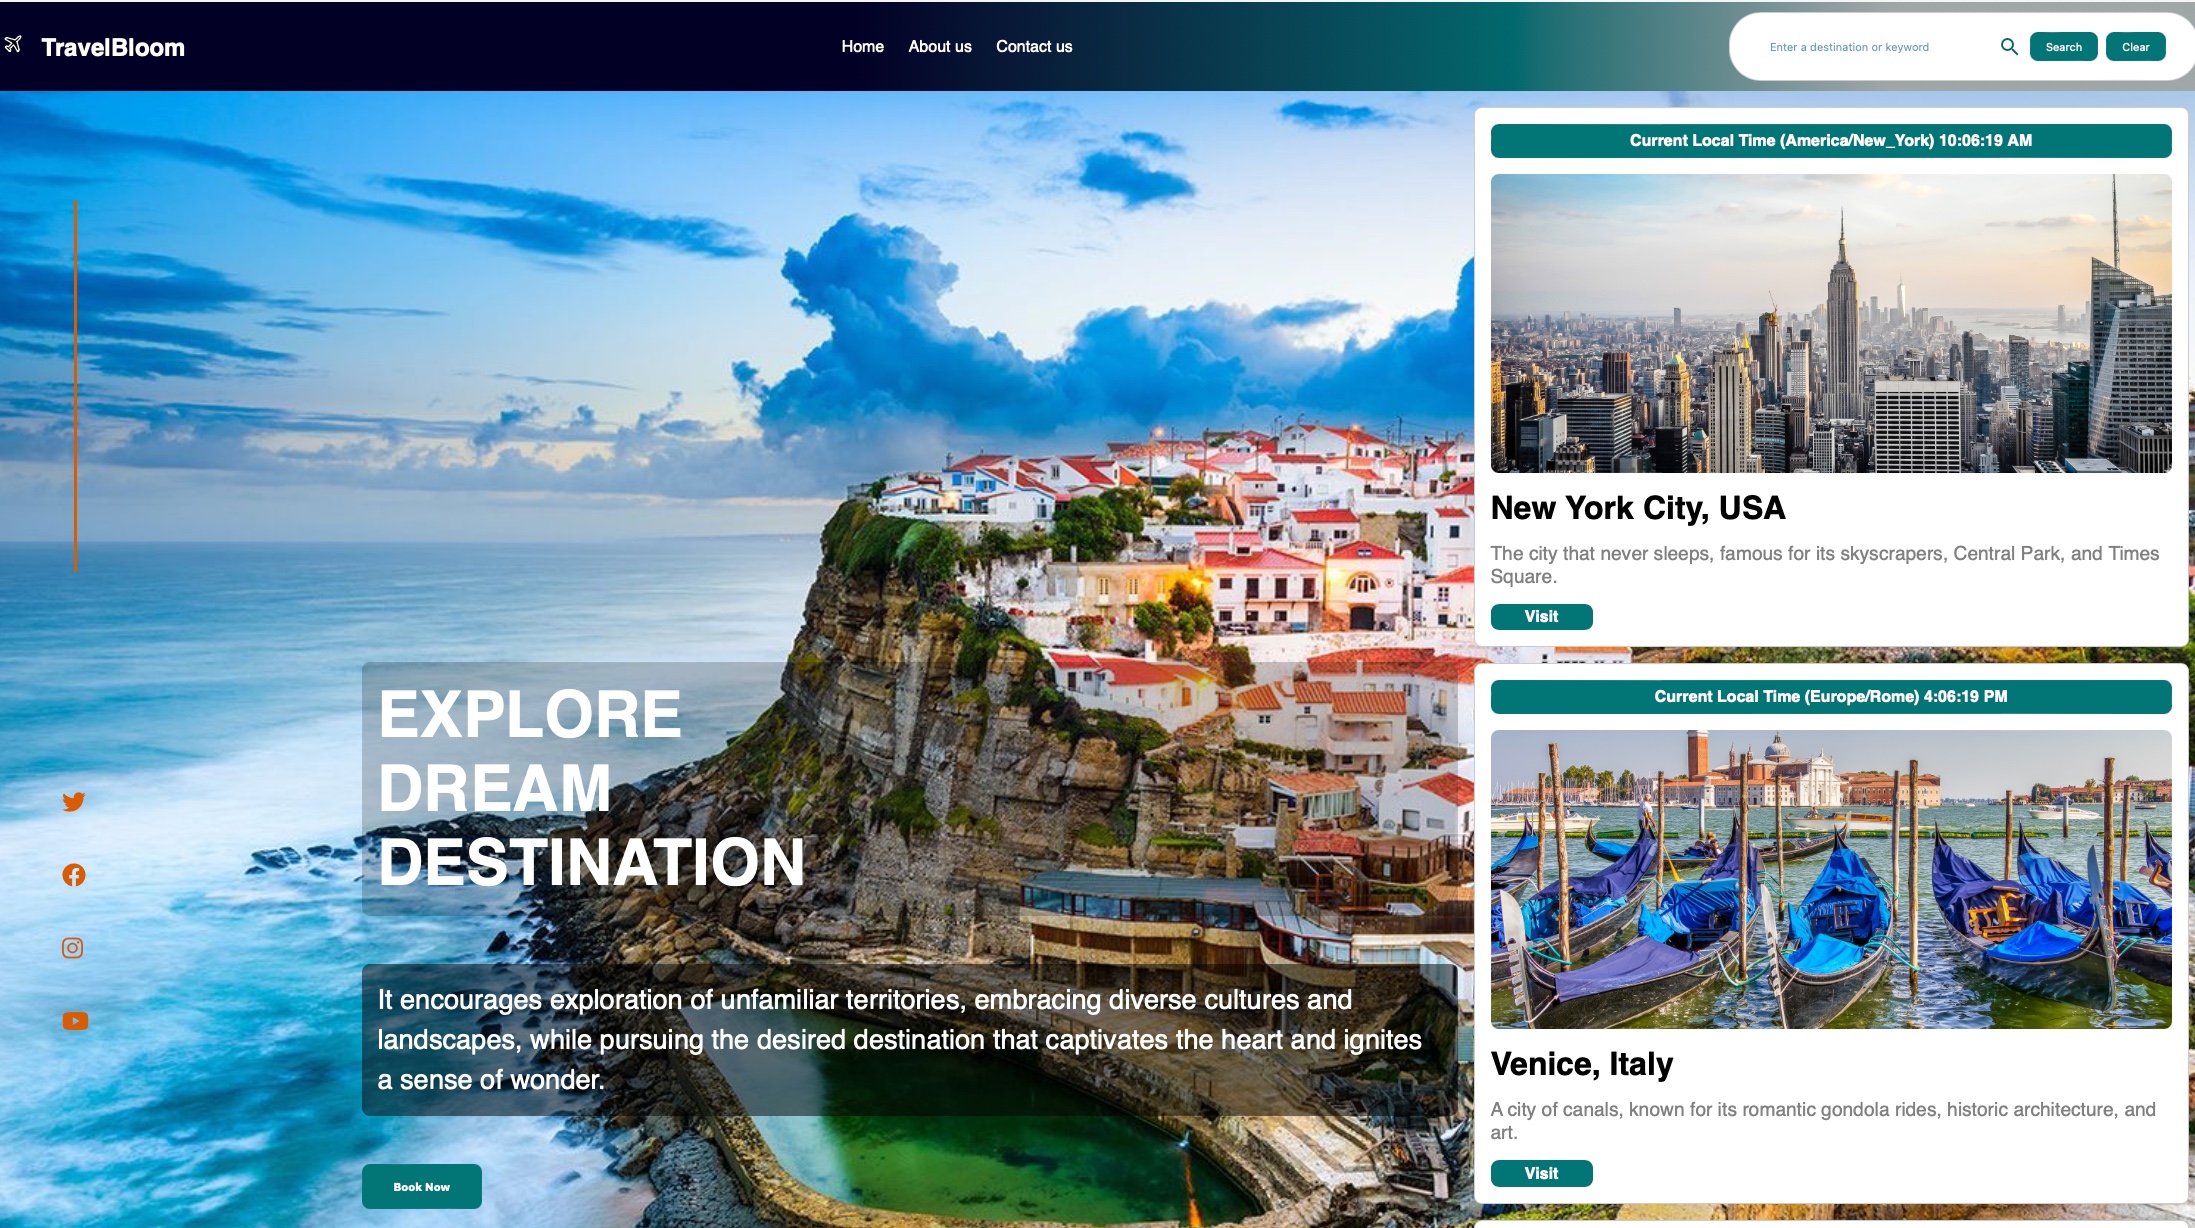 TravelBloom
Home About us Contact us
Enter a destination or keyword
Search
Clear
EXPLORE
DREAM
DESTINATION
It encourages exploration of unfamiliar territories, embracing diverse cultures and
landscapes, while pursuing the desired destination that captivates the heart and ignites
a sense of wonder.
Book Now
Current Local Time (America/New_York) 10:06:19 AM
New York City, USA
The city that never sleeps, famous for its skyscrapers, Central Park, and Times
Square.
Visit
Current Local Time (Europe/Rome) 4:06:19 PM
Venice, Italy
A city of canals, known for its romantic gondola rides, historic architecture, and
art.
Visit